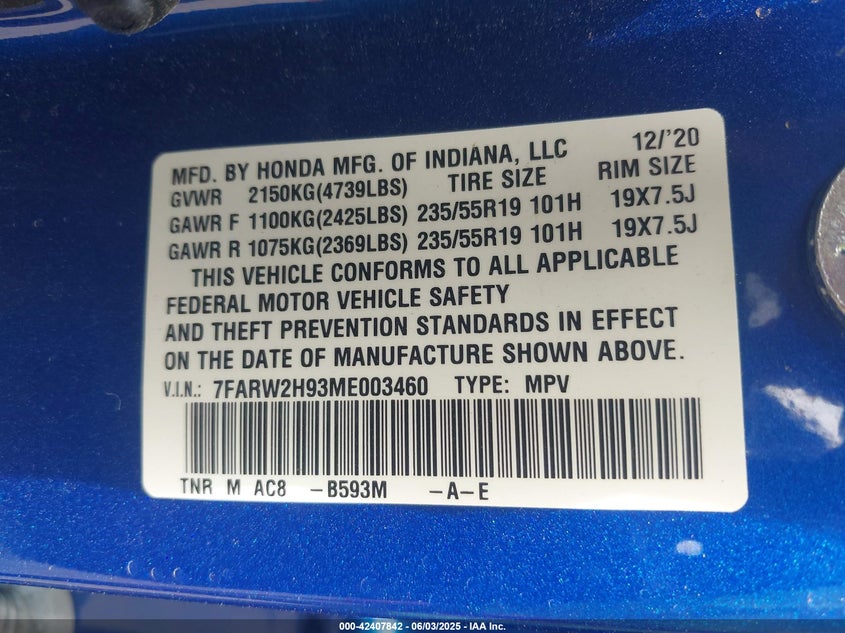 MFD. BY HONDA MFG. OF INDIANA, LLC 12/'20
GVWR 2150KG(4739LBS) TIRE SIZE RIM SIZE
GAWR F 1100KG(2425LBS) 235/55R19 101H 19X7.5J
GAWR R 1075KG(2369LBS) 235/55R19 101H 19X7.5J
THIS VEHICLE CONFORMS TO ALL APPLICABLE
FEDERAL MOTOR VEHICLE SAFETY
AND THEFT PREVENTION STANDARDS IN EFFECT
ON THE DATE OF MANUFACTURE SHOWN ABOVE.
V.I.N.: 7FARW2H93ME003460 TYPE: MPV
TNR M AC8 -B593M -A-E
000-42407842 - 06/03/2025 - IAA Inc.